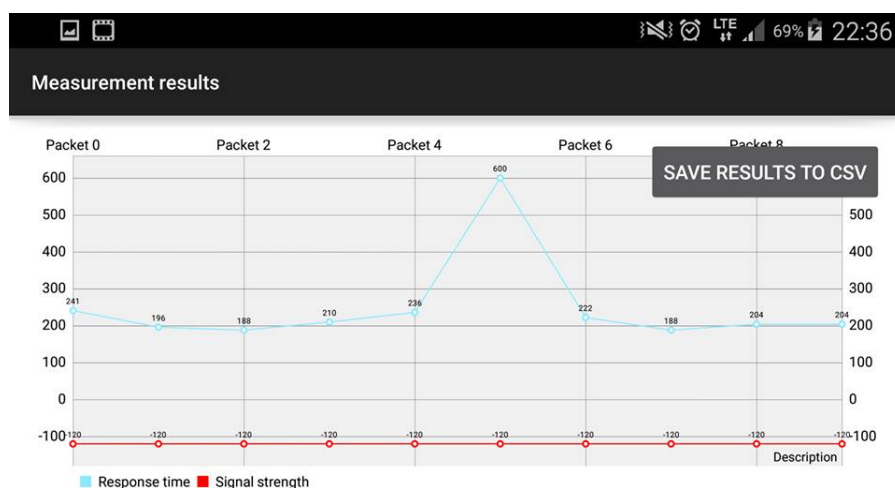 LTE 69% 22:36
Measurement results
Packet 0 Packet 2 Packet 4 Packet 6 Packet 8
SAVE RESULTS TO CSV
600 600
500 500
400 400
300 300
241 196 188 210 236 222 188 204 204
200 200
100 100
0 0
-100 -120 -120 -120 -120 -120 -120 -120 -120 -120 -100
Description
Response time Signal strength